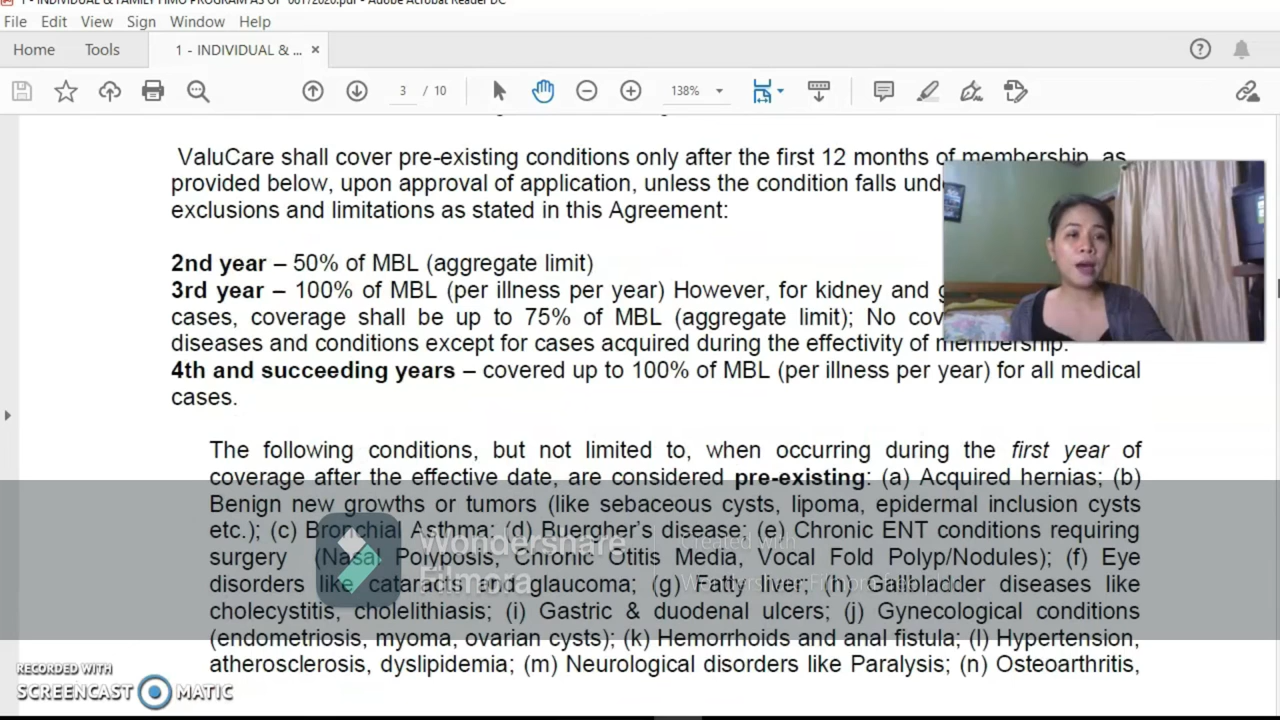 1 - INDIVIDUAL & FAMILY HMO PROGRAM AS OF 00172020.pdf - Adobe Acrobat Reader DC
File Edit View Sign Window Help
Home Tools 1 - INDIVIDUAL & ... ×
3 / 10 138%
ValuCare shall cover pre-existing conditions only after the first 12 months of membership, as
provided below, upon approval of application, unless the condition falls
exclusions and limitations as stated in this Agreement:
2nd year – 50% of MBL (aggregate limit)
3rd year – 100% of MBL (per illness per year) However, for kidney and
cases, coverage shall be up to 75% of MBL (aggregate limit); No
diseases and conditions except for cases acquired during the effectivity of membership.
4th and succeeding years – covered up to 100% of MBL (per illness per year) for all medical
cases.
The following conditions, but not limited to, when occurring during the first year of
coverage after the effective date, are considered pre-existing: (a) Acquired hernias; (b)
Benign new growths or tumors (like sebaceous cysts, lipoma, epidermal inclusion cysts
etc.); (c) Bronchial Asthma; (d) Buergher's disease; (e) Chronic ENT conditions requiring
surgery (Nasal Polyposis, Chronic Otitis Media, Vocal Fold Polyp/Nodules); (f) Eye
disorders like cataracts and glaucoma; (g) Fatty liver; (h) Gallbladder diseases like
cholecystitis, cholelithiasis; (i) Gastric & duodenal ulcers; (j) Gynecological conditions
(endometriosis, myoma, ovarian cysts); (k) Hemorrhoids and anal fistula; (l) Hypertension,
atherosclerosis, dyslipidemia; (m) Neurological disorders like Paralysis; (n) Osteoarthritis,
Wondershare
Filmora
Created with
RECORDED WITH
SCREENCAST MATIC